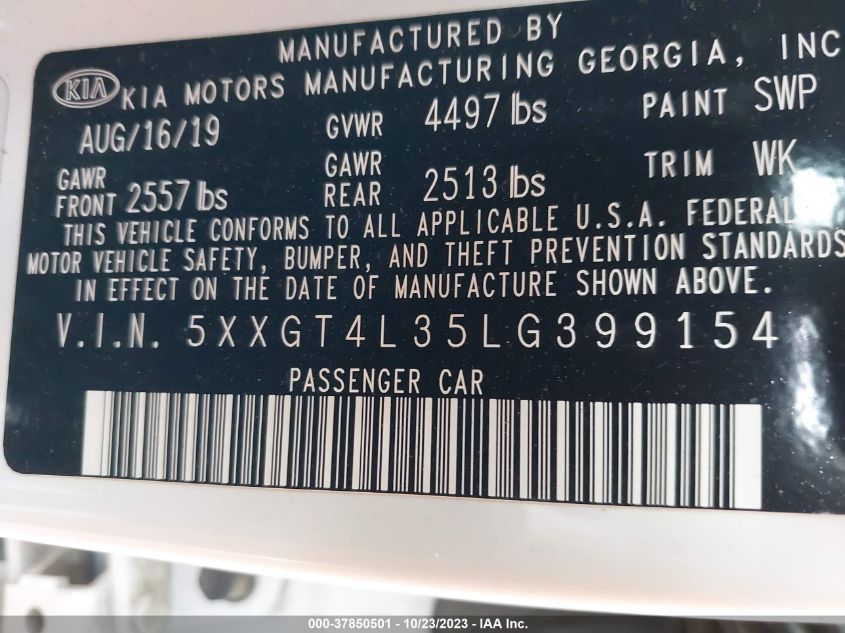 MANUFACTURED BY
KIA KIA MOTORS MANUFACTURING GEORGIA, INC
AUG/16/19 GVWR 4497 lbs PAINT SWP
GAWR FRONT 2557 lbs GAWR REAR 2513 lbs TRIM WK
THIS VEHICLE CONFORMS TO ALL APPLICABLE U.S.A. FEDERAL
MOTOR VEHICLE SAFETY, BUMPER, AND THEFT PREVENTION STANDARDS
IN EFFECT ON THE DATE OF MANUFACTURE SHOWN ABOVE.
V.I.N. 5XXGT4L35LG399154
PASSENGER CAR
000-37850501 - 10/23/2023 - IAA Inc.